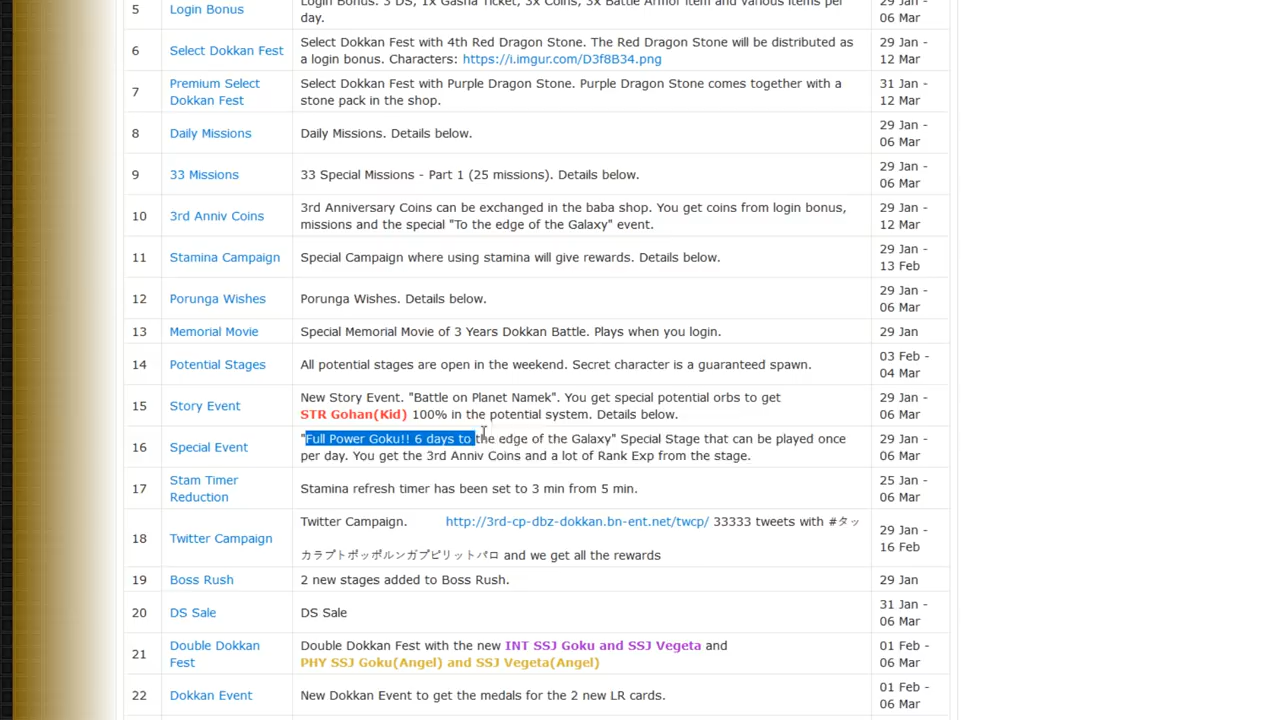 5
Login Bonus
Login Bonus. 3 DS, 1x Gasha Ticket, 3x Coins, 3x Battle Armor item and various items per
day.
29 Jan -
06 Mar
6
Select Dokkan Fest
Select Dokkan Fest with 4th Red Dragon Stone. The Red Dragon Stone will be distributed as
a login bonus. Characters: https://i.imgur.com/D3f8B34.png
29 Jan -
12 Mar
7
Premium Select
Dokkan Fest
Select Dokkan Fest with Purple Dragon Stone. Purple Dragon Stone comes together with a
stone pack in the shop.
31 Jan -
12 Mar
8
Daily Missions
Daily Missions. Details below.
29 Jan -
06 Mar
9
33 Missions
33 Special Missions - Part 1 (25 missions). Details below.
29 Jan -
06 Mar
10
3rd Anniv Coins
3rd Anniversary Coins can be exchanged in the baba shop. You get coins from login bonus,
missions and the special "To the edge of the Galaxy" event.
29 Jan -
12 Mar
11
Stamina Campaign
Special Campaign where using stamina will give rewards. Details below.
29 Jan -
13 Feb
12
Porunga Wishes
Porunga Wishes. Details below.
29 Jan -
06 Mar
13
Memorial Movie
Special Memorial Movie of 3 Years Dokkan Battle. Plays when you login.
29 Jan
14
Potential Stages
All potential stages are open in the weekend. Secret character is a guaranteed spawn.
03 Feb -
04 Mar
15
Story Event
New Story Event. "Battle on Planet Namek". You get special potential orbs to get
STR Gohan(Kid) 100% in the potential system. Details below.
29 Jan -
06 Mar
16
Special Event
"Full Power Goku!! 6 days to the edge of the Galaxy" Special Stage that can be played once
per day. You get the 3rd Anniv Coins and a lot of Rank Exp from the stage.
29 Jan -
06 Mar
17
Stam Timer
Reduction
Stamina refresh timer has been set to 3 min from 5 min.
25 Jan -
06 Mar
18
Twitter Campaign
Twitter Campaign. http://3rd-cp-dbz-dokkan.bn-ent.net/twcp/ 33333 tweets with #タッ
カラプトポッポルンガプピリットパロ and we get all the rewards
29 Jan -
16 Feb
19
Boss Rush
2 new stages added to Boss Rush.
29 Jan
20
DS Sale
DS Sale
31 Jan -
06 Mar
21
Double Dokkan
Fest
Double Dokkan Fest with the new INT SSJ Goku and SSJ Vegeta and
PHY SSJ Goku(Angel) and SSJ Vegeta(Angel)
01 Feb -
06 Mar
22
Dokkan Event
New Dokkan Event to get the medals for the 2 new LR cards.
01 Feb -
06 Mar